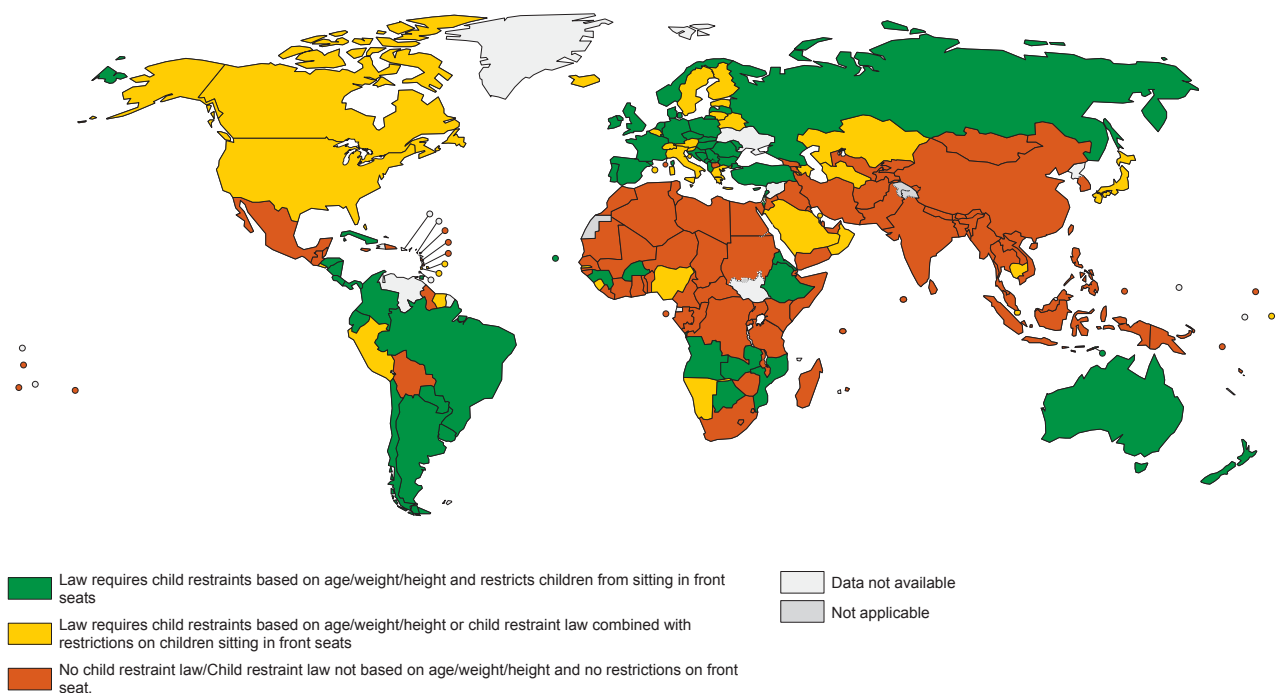 Law requires child restraints based on age/weight/height and restricts children from sitting in front
seats
Law requires child restraints based on age/weight/height or child restraint law combined with
restrictions on children sitting in front seats
No child restraint law/Child restraint law not based on age/weight/height and no restrictions on front
seat.
Data not available
Not applicable